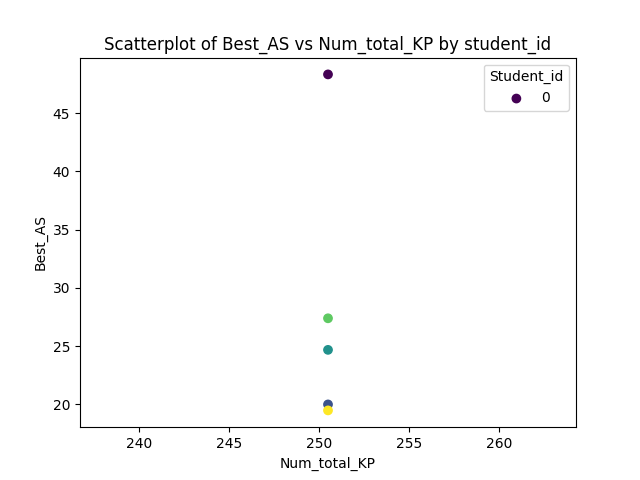 Scatterplot of Best_AS vs Num_total_KP by student_id
Student_id
0
45
40
35
30
25
20
Best_AS
240 245 250 255 260
Num_total_KP